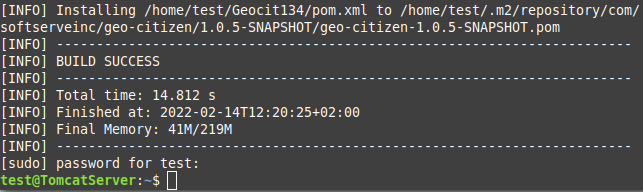 [INFO] Installing /home/test/Geocit134/pom.xml to /home/test/.m2/repository/com/
softserveinc/geo-citizen/1.0.5-SNAPSHOT/geo-citizen-1.0.5-SNAPSHOT.pom
[INFO] ------------------------------------------------------------------------
[INFO] BUILD SUCCESS
[INFO] ------------------------------------------------------------------------
[INFO] Total time: 14.812 s
[INFO] Finished at: 2022-02-14T12:20:25+02:00
[INFO] Final Memory: 41M/219M
[INFO] ------------------------------------------------------------------------
[sudo] password for test:
test@TomcatServer:~$